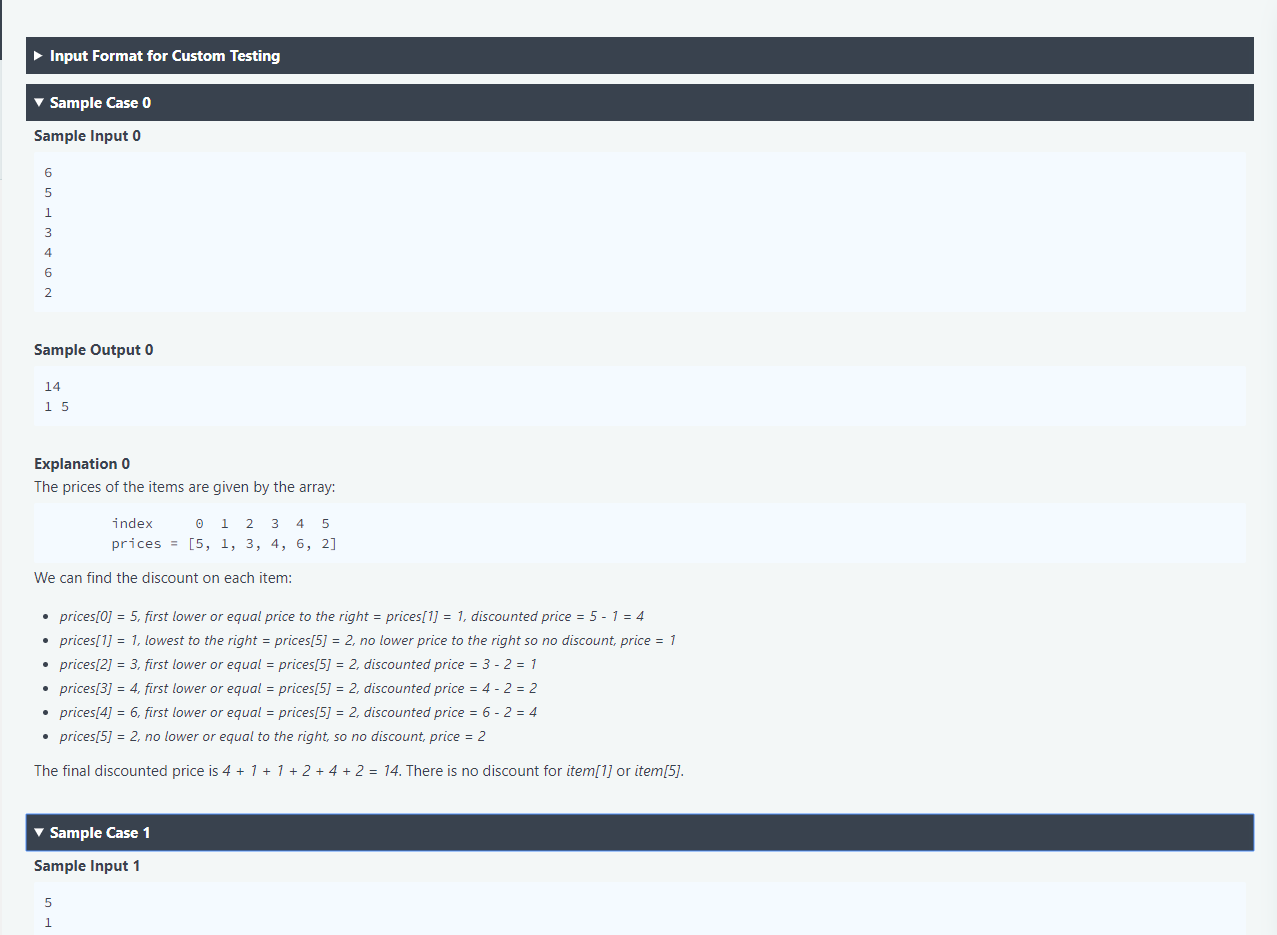 Input Format for Custom Testing
Sample Case 0
Sample Input 0
6
5
1
3
4
6
2
Sample Output 0
14
1 5
Explanation 0
The prices of the items are given by the array:
index 0 1 2 3 4 5
prices = [5, 1, 3, 4, 6, 2]
We can find the discount on each item:
• prices[0] = 5, first lower or equal price to the right = prices[1] = 1, discounted price = 5 - 1 = 4
• prices[1] = 1, lowest to the right = prices[5] = 2, no lower price to the right so no discount, price = 1
• prices[2] = 3, first lower or equal = prices[5] = 2, discounted price = 3 - 2 = 1
• prices[3] = 4, first lower or equal = prices[5] = 2, discounted price = 4 - 2 = 2
• prices[4] = 6, first lower or equal = prices[5] = 2, discounted price = 6 - 2 = 4
• prices[5] = 2, no lower or equal to the right, so no discount, price = 2
The final discounted price is 4 + 1 + 1 + 2 + 4 + 2 = 14. There is no discount for item[1] or item[5].
Sample Case 1
Sample Input 1
5
1